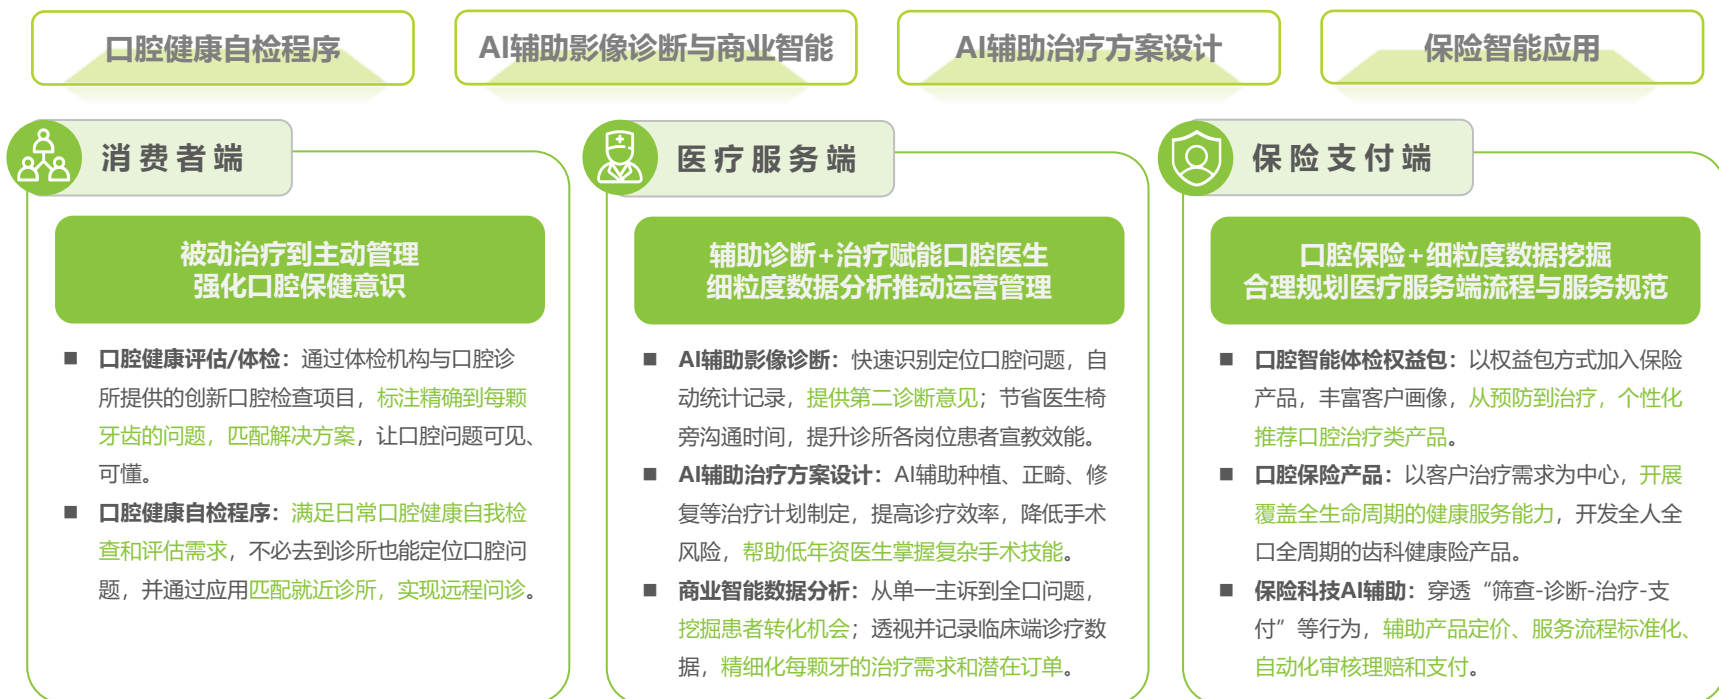 口腔健康自检程序
AI辅助影像诊断与商业智能
AI辅助治疗方案设计
保险智能应用
消费者端
被动治疗到主动管理
强化口腔保健意识
■ 口腔健康评估/体检：通过体检机构与口腔诊
所提供的创新口腔检查项目，标注精确到每颗
牙齿的问题，匹配解决方案，让口腔问题可见、
可懂。
■ 口腔健康自检程序：满足日常口腔健康自我检
查和评估需求，不必去到诊所也能定位口腔问
题，并通过应用匹配就近诊所，实现远程问诊。
医疗服务端
辅助诊断+治疗赋能口腔医生
细粒度数据分析推动运营管理
■ AI辅助影像诊断：快速识别定位口腔问题，自
动统计记录，提供第二诊断意见；节省医生椅
旁沟通时间，提升诊所各岗位患者宣教效能。
■ AI辅助治疗方案设计：AI辅助种植、正畸、修
复等治疗计划制定，提高诊疗效率，降低手术
风险，帮助低年资医生掌握复杂手术技能。
■ 商业智能数据分析：从单一主诉到全口问题，
挖掘患者转化机会；透视并记录临床端诊疗数
据，精细化每颗牙的治疗需求和潜在订单。
保险支付端
口腔保险+细粒度数据挖掘
合理规划医疗服务端流程与服务规范
■ 口腔智能体检权益包：以权益包方式加入保险
产品，丰富客户画像，从预防到治疗，个性化
推荐口腔治疗类产品。
■ 口腔保险产品：以客户治疗需求为中心，开展
覆盖全生命周期的健康服务能力，开发全人全
口全周期的齿科健康险产品。
■ 保险科技AI辅助：穿透“筛查-诊断-治疗-支
付”等行为，辅助产品定价、服务流程标准化、
自动化审核理赔和支付。